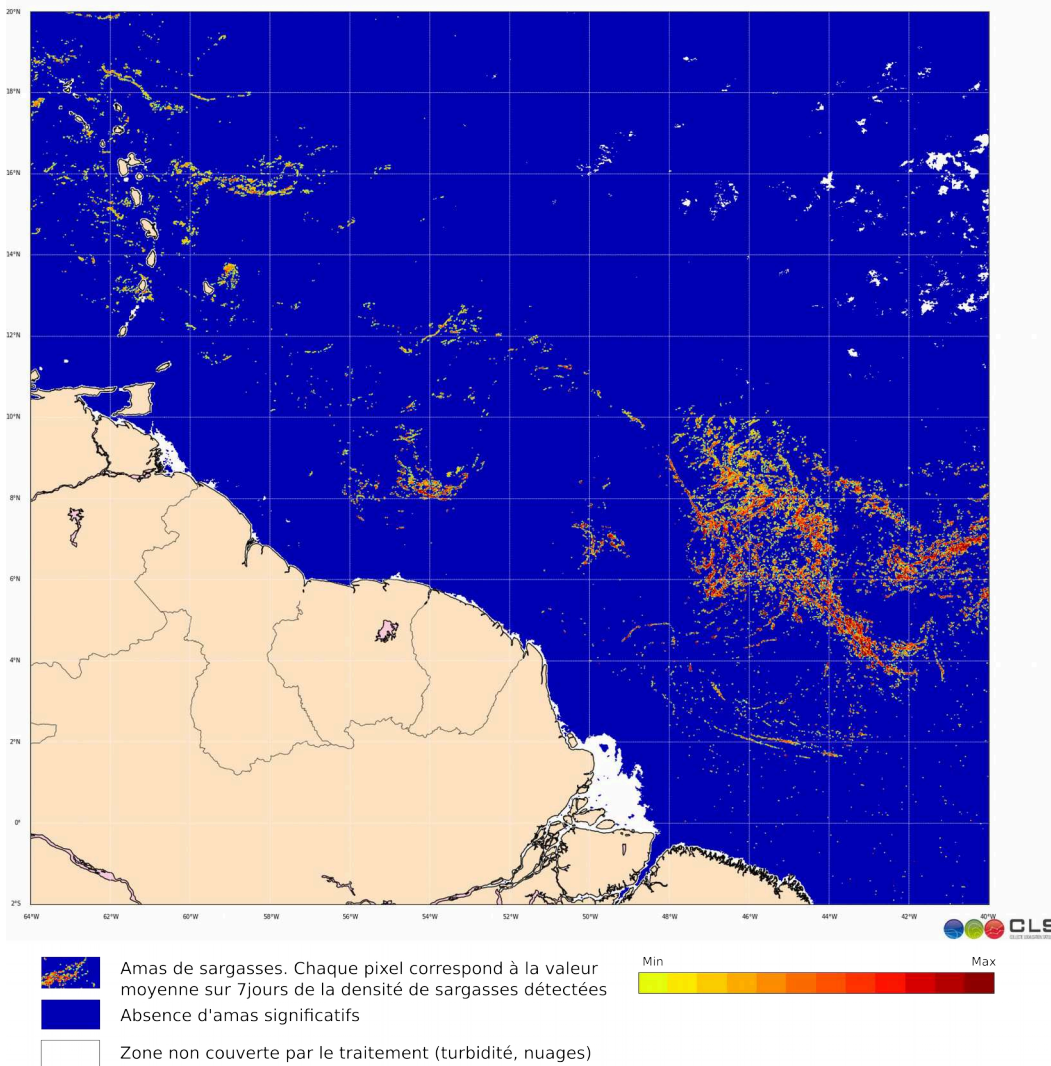 20°N
18°N
16°N
14°N
12°N
10°N
8°N
6°N
4°N
2°N
0°
2°S
64°W 62°W 60°W 58°W 56°W 54°W 52°W 50°W 48°W 46°W 44°W 42°W 40°W
CLS
Amas de sargasses. Chaque pixel correspond à la valeur
moyenne sur 7jours de la densité de sargasses détectées
Min Max
Absence d'amas significatifs
Zone non couverte par le traitement (turbidité, nuages)